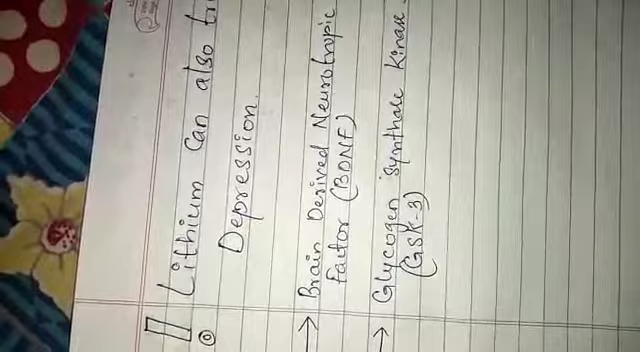 Lithium can also
Depression.
→ Brain Derived Neurotropic
Factor (BDNF)
→ Glycogen synthase Kinase
(GSK-3)